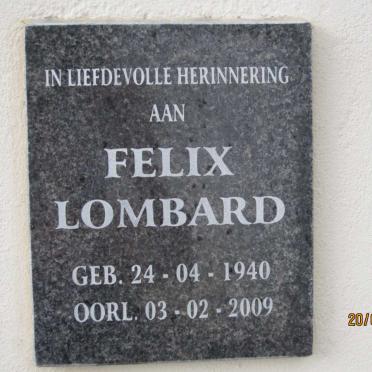 IN LIEFDEVOLLE HERINNERING
AAN
FELIX
LOMBARD
GEB. 24 - 04 - 1940
OORL. 03 - 02 - 2009